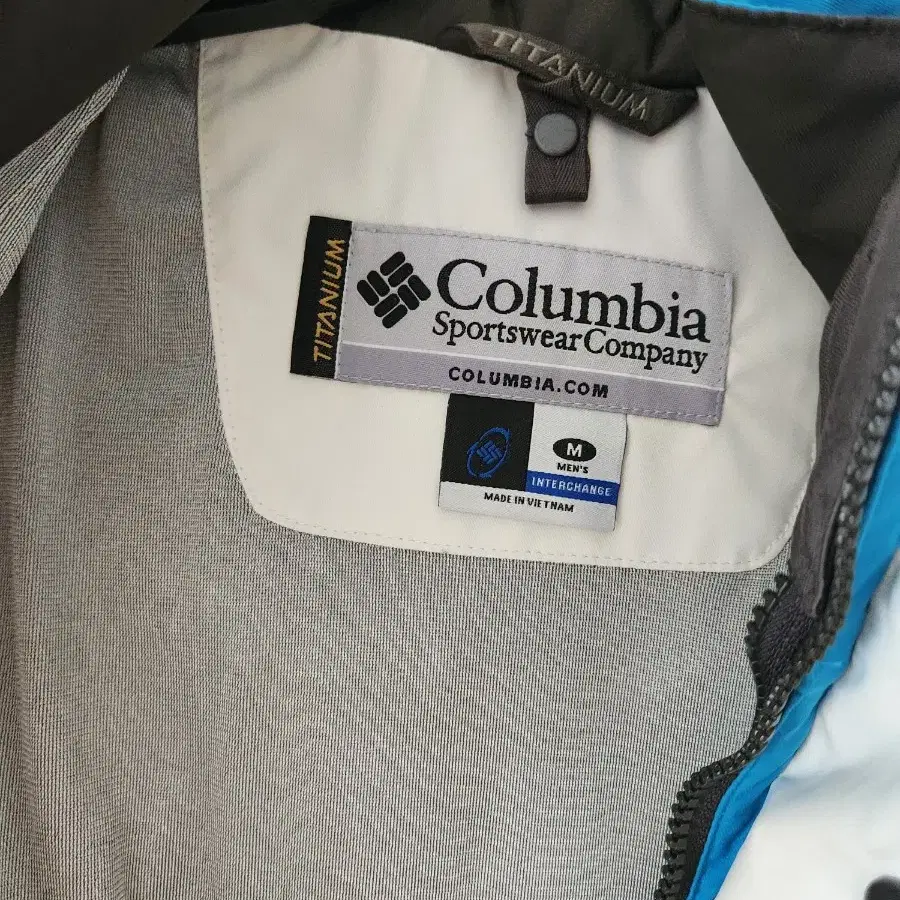 TITANIUM
TITANIUM
Columbia
Sportswear Company
COLUMBIA.COM
M
MEN'S
INTERCHANGE
MADE IN VIETNAM